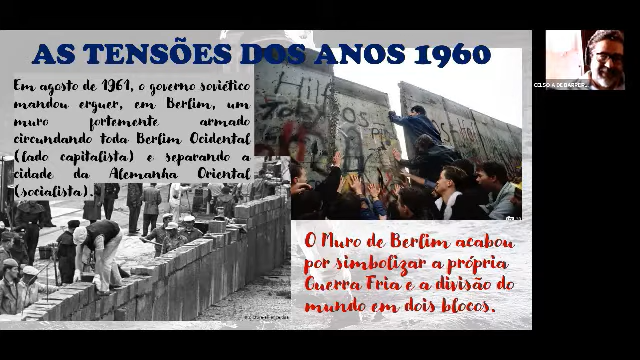 AS TENSÕES DOS ANOS 1960
Em agosto de 1961, o governo soviético
mandou erguer, em Berlim, um
muro fortemente armado
circundando toda Berlim Ocidental
(lado capitalista) e separando a
cidade da Alemanha Oriental
(socialista).
O Muro de Berlim acabou
por simbolizar a própria
Guerra Fria e a divisão do
mundo em dois blocos.